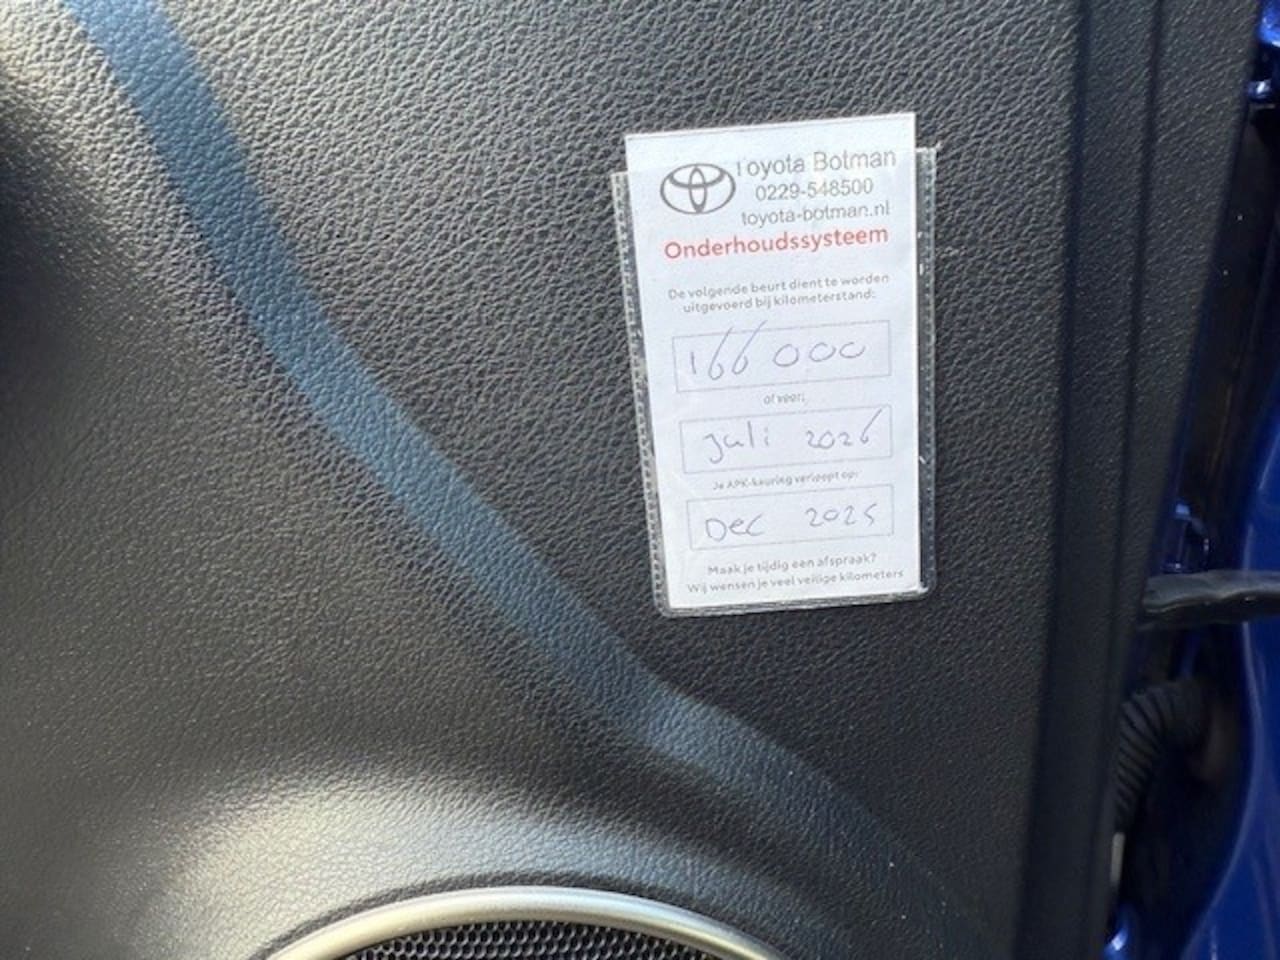 Toyota Botman
0229-548500
toyota-botman.nl
Onderhoudssysteem
De volgende beurt dient te worden
uitgevoerd bij kilometerstand:
166 000
of voor:
juli 2026
Je APK-keuring verloopt op:
Dec 2025
Maak je tijdig een afspraak?
Wij wensen je veel veilige kilometers